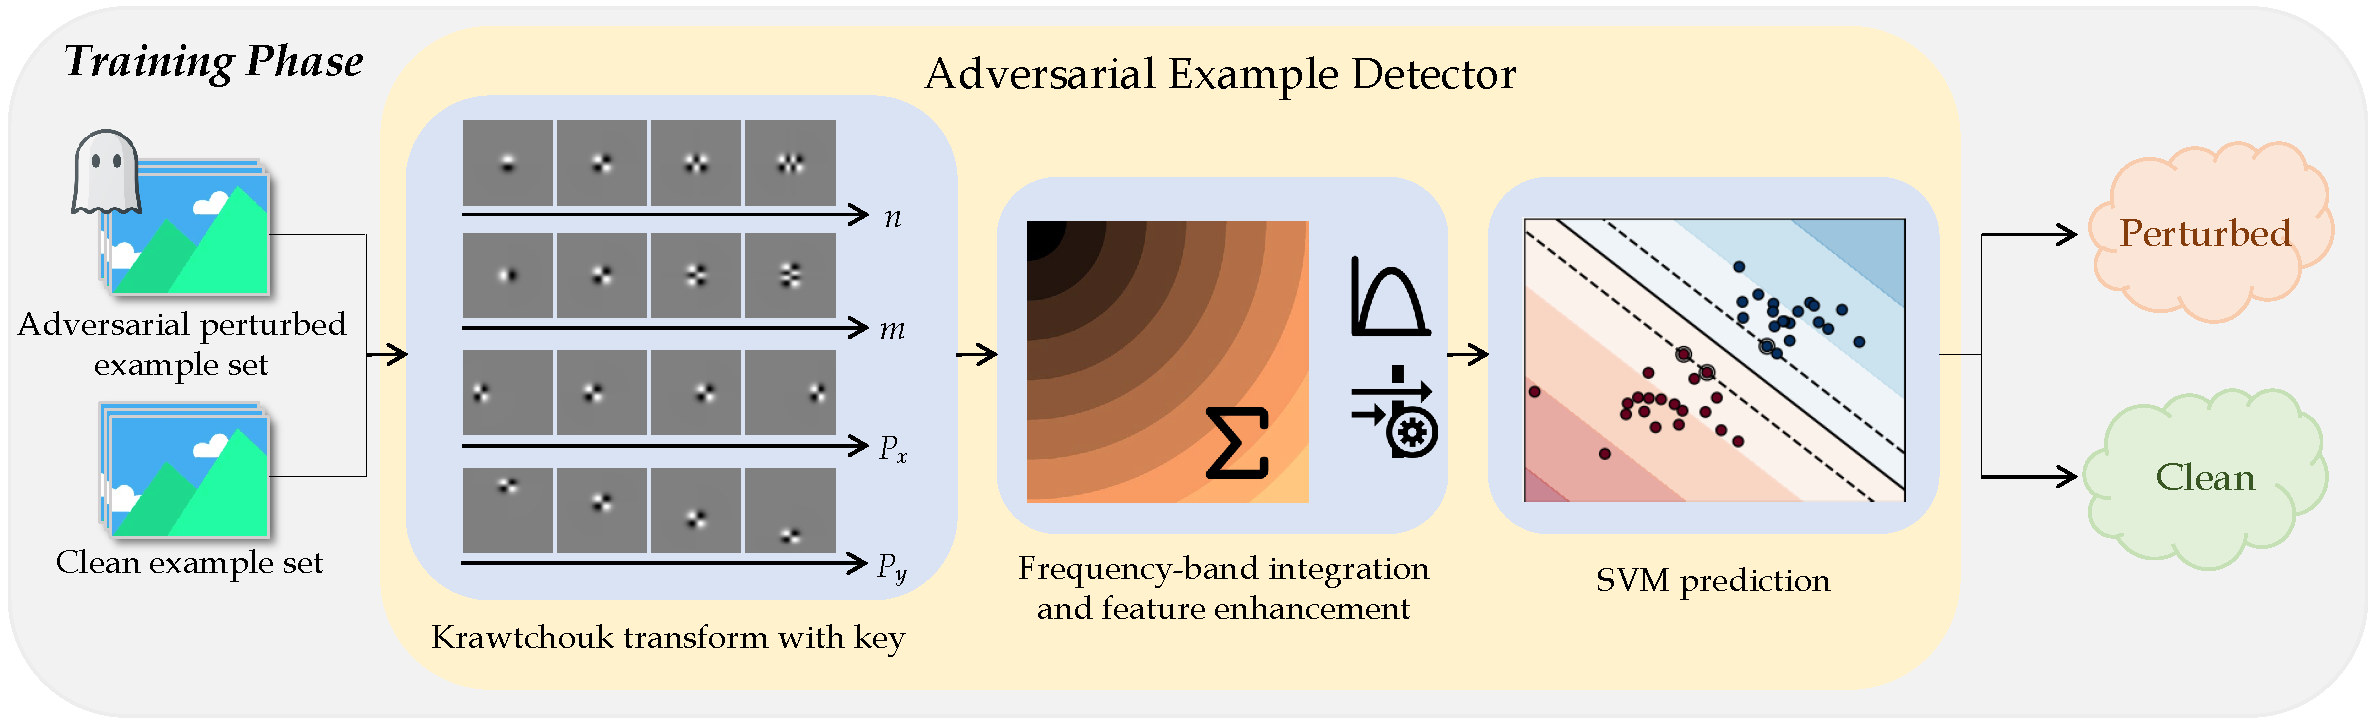 Training Phase
Adversarial Example Detector
Adversarial perturbed
example set
Clean example set
n
m
P_x
P_y
Krawtchouk transform with key
Σ
Frequency-band integration
and feature enhancement
SVM prediction
Perturbed
Clean